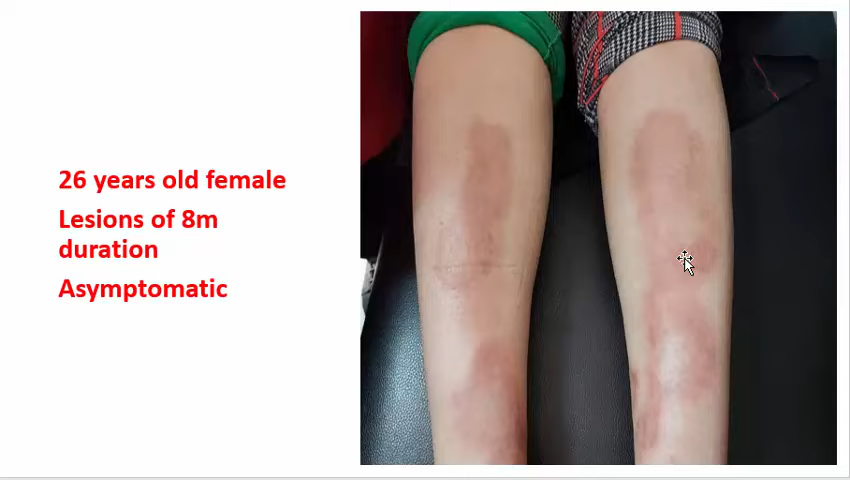 26 years old female
Lesions of 8m
duration
Asymptomatic